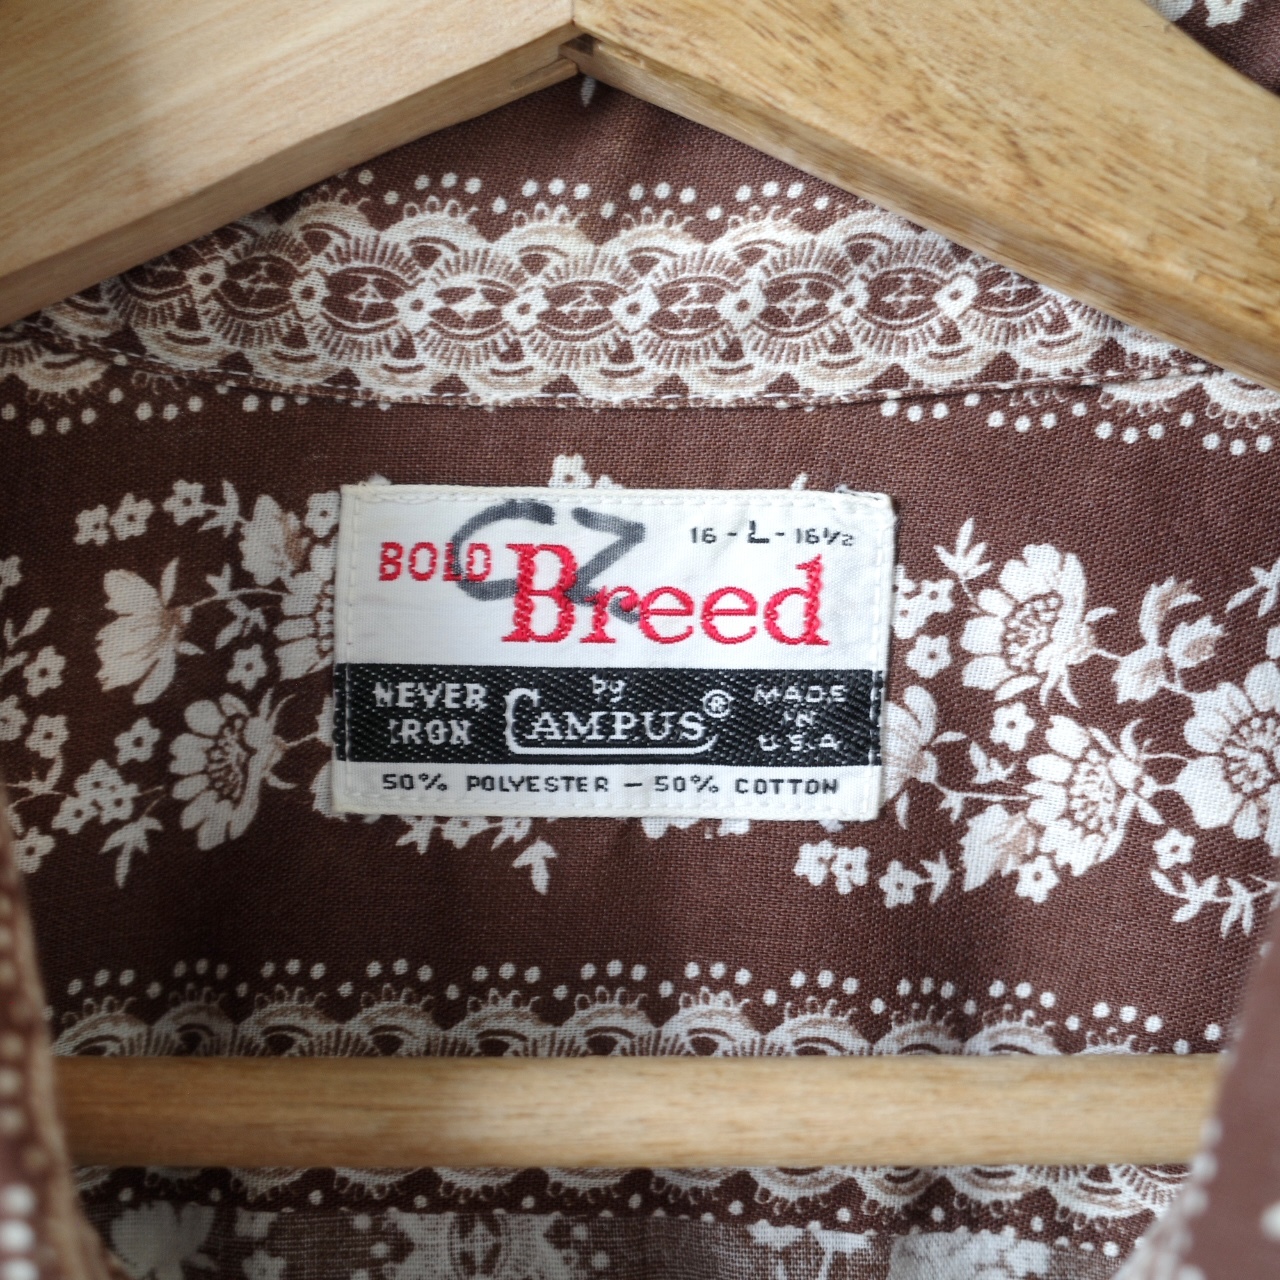 16 - L - 16½
BOLD Breed
CZ
NEVER IRON
by CAMPUS®
MADE IN U.S.A.
50% POLYESTER — 50% COTTON